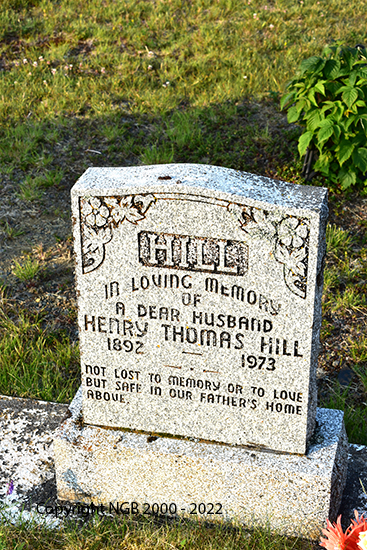 HILL
IN LOVING MEMORY
OF
A DEAR HUSBAND
HENRY THOMAS HILL
1892 — 1973
NOT LOST TO MEMORY OR TO LOVE
BUT SAFE IN OUR FATHER'S HOME
ABOVE.
Copyright NGB 2000 - 2022